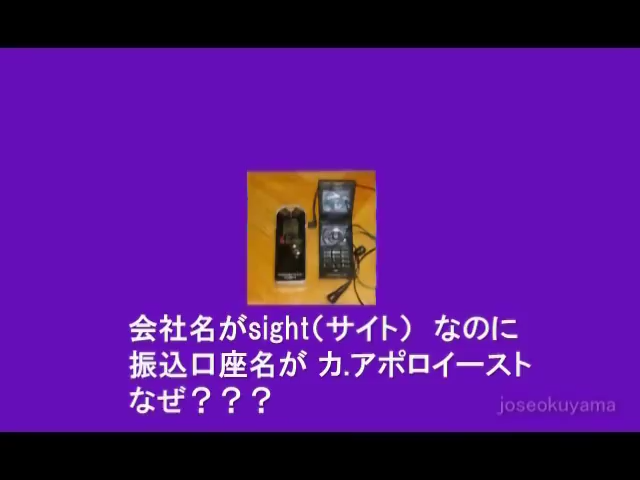 会社名がsight(サイト) なのに
振込口座名が カ.アポロイースト
なぜ？？？
joseokuyama